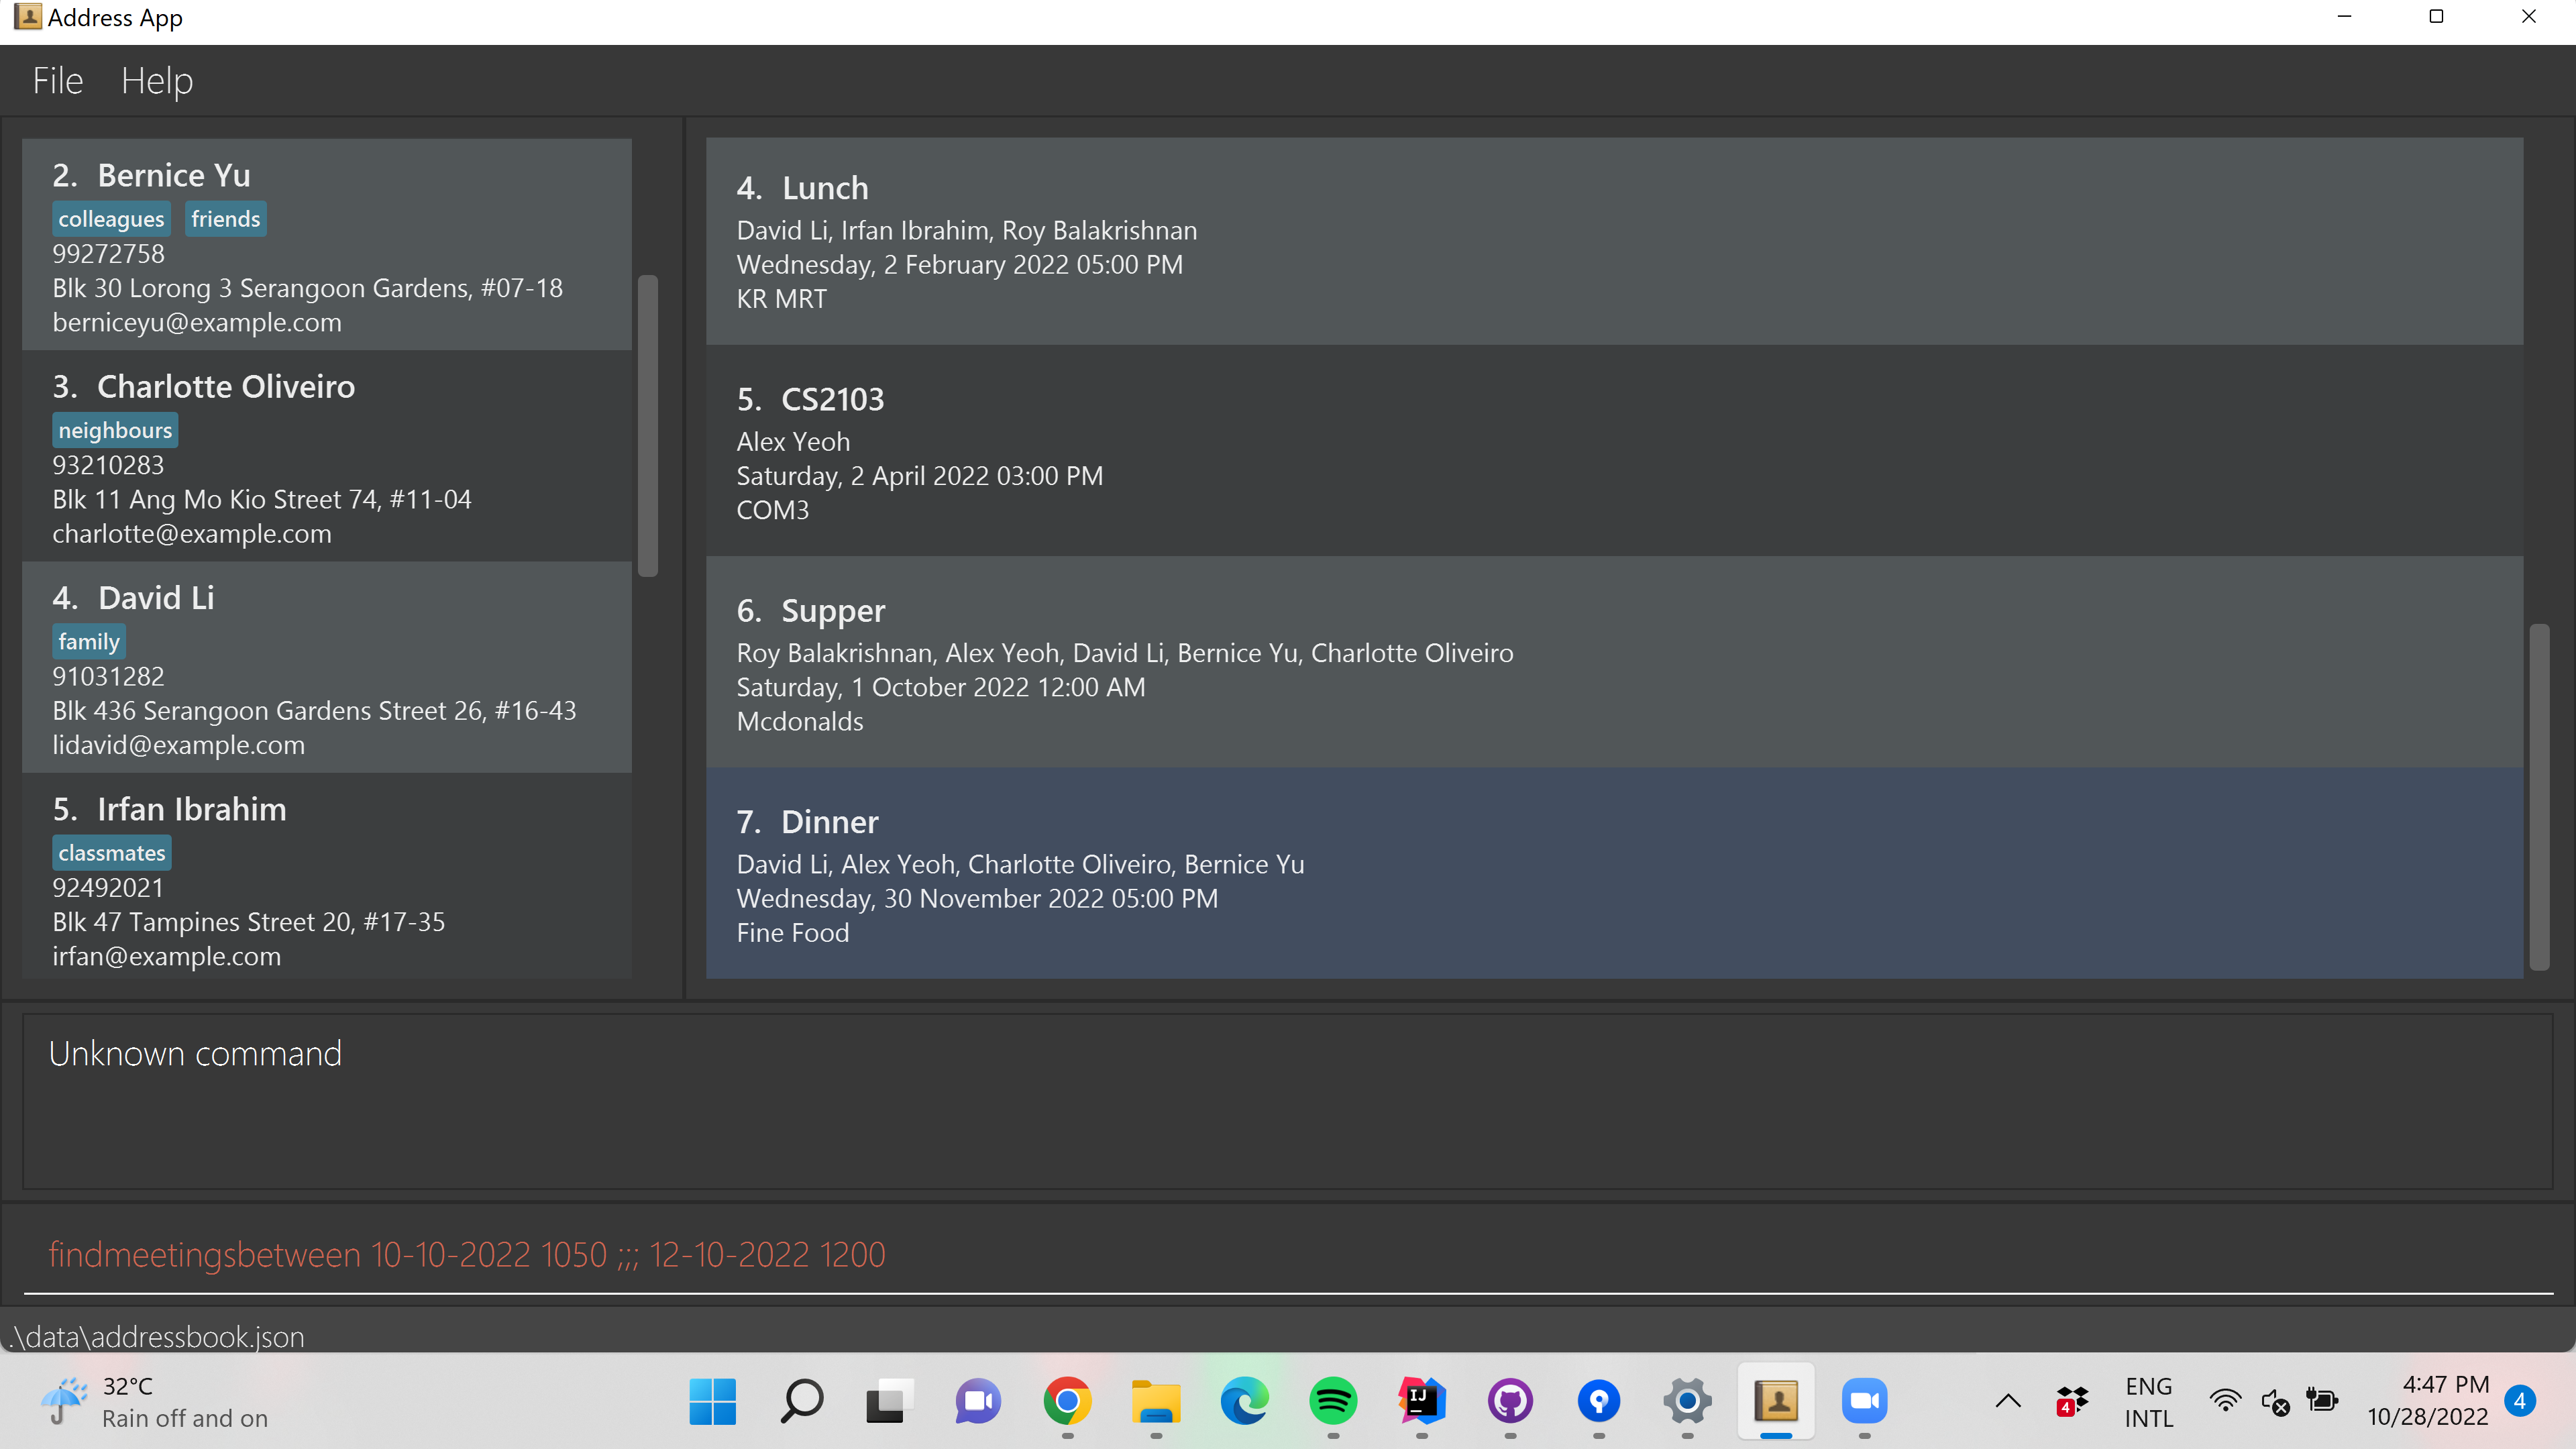 Address App
File Help
2. Bernice Yu
colleagues friends
99272758
Blk 30 Lorong 3 Serangoon Gardens, #07-18
berniceyu@example.com
3. Charlotte Oliveiro
neighbours
93210283
Blk 11 Ang Mo Kio Street 74, #11-04
charlotte@example.com
4. David Li
family
91031282
Blk 436 Serangoon Gardens Street 26, #16-43
lidavid@example.com
5. Irfan Ibrahim
classmates
92492021
Blk 47 Tampines Street 20, #17-35
irfan@example.com
4. Lunch
David Li, Irfan Ibrahim, Roy Balakrishnan
Wednesday, 2 February 2022 05:00 PM
KR MRT
5. CS2103
Alex Yeoh
Saturday, 2 April 2022 03:00 PM
COM3
6. Supper
Roy Balakrishnan, Alex Yeoh, David Li, Bernice Yu, Charlotte Oliveiro
Saturday, 1 October 2022 12:00 AM
Mcdonalds
7. Dinner
David Li, Alex Yeoh, Charlotte Oliveiro, Bernice Yu
Wednesday, 30 November 2022 05:00 PM
Fine Food
Unknown command
findmeetingsbetween 10-10-2022 1050 ;;; 12-10-2022 1200
.\data\addressbook.json
32°C
Rain off and on
IJ
4
ENG
INTL
4:47 PM
10/28/2022
4